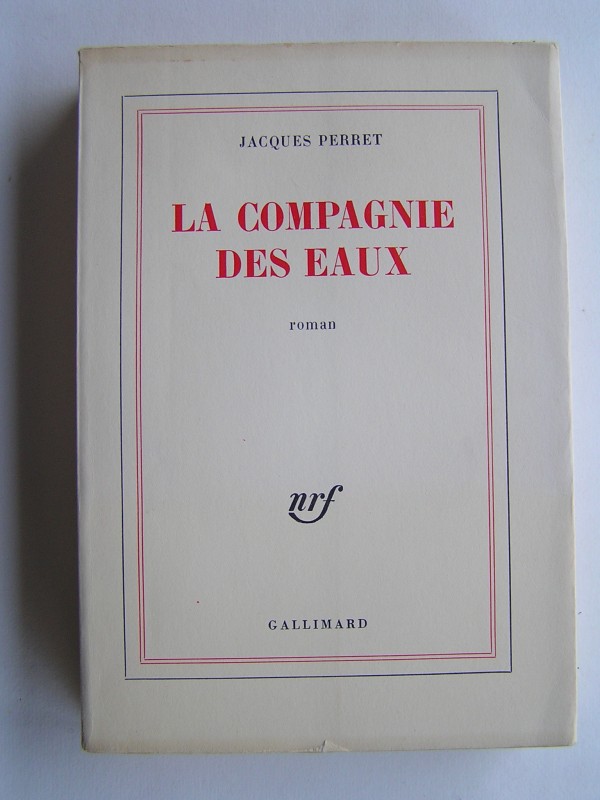 JACQUES PERRET
LA COMPAGNIE
DES EAUX
roman
nrf
GALLIMARD